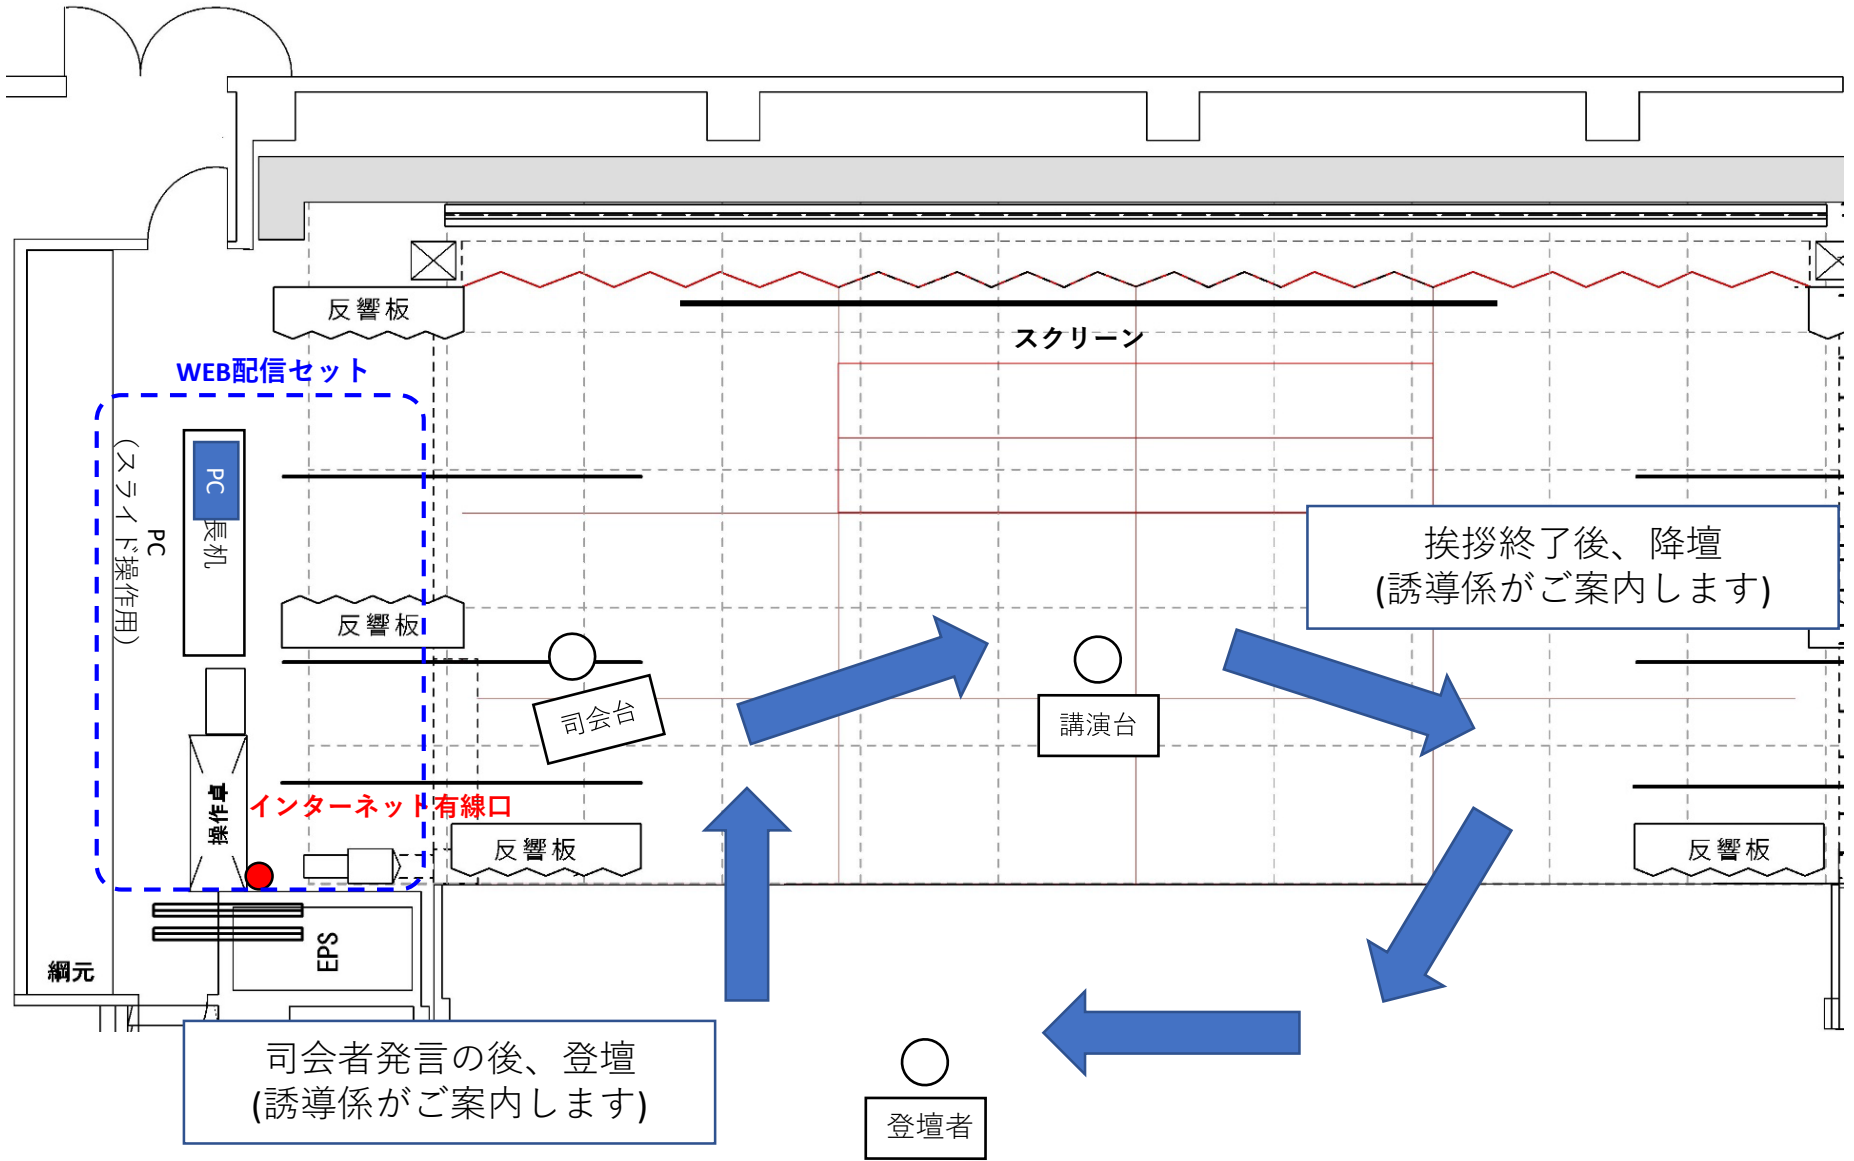 反響板
スクリーン
WEB配信セット
PC
(スライド操作用)
PC
長机
反響板
挨拶終了後、降壇
(誘導係がご案内します)
司会台
講演台
操作卓
インターネット有線口
反響板
反響板
綱元
EPS
司会者発言の後、登壇
(誘導係がご案内します)
登壇者